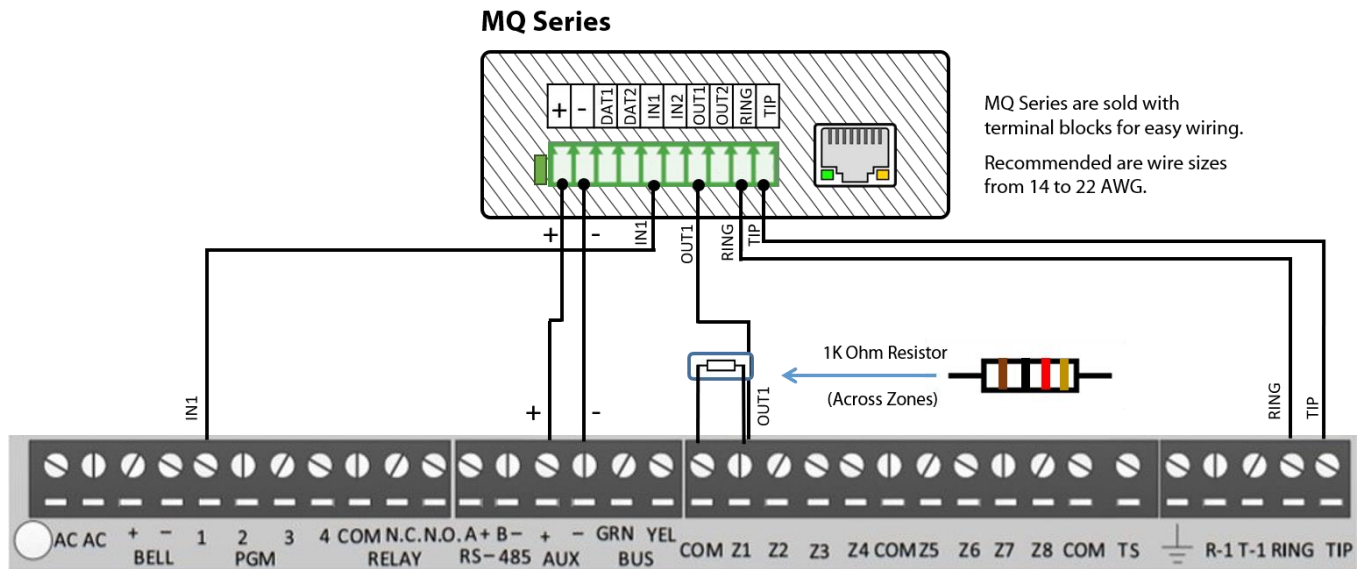 MQ Series
+ - DAT1 DAT2 IN1 IN2 OUT1 OUT2 RING TIP
MQ Series are sold with
terminal blocks for easy wiring.
Recommended are wire sizes
from 14 to 22 AWG.
+ - IN1 OUT1 RING TIP
1K Ohm Resistor
(Across Zones)
IN1 + - OUT1 RING TIP
AC AC + - 1 2 3 4 COM N.C. N.O. A+ B- + - GRN YEL COM Z1 Z2 Z3 Z4 COM Z5 Z6 Z7 Z8 COM TS R-1 T-1 RING TIP
BELL PGM RELAY RS-485 AUX BUS